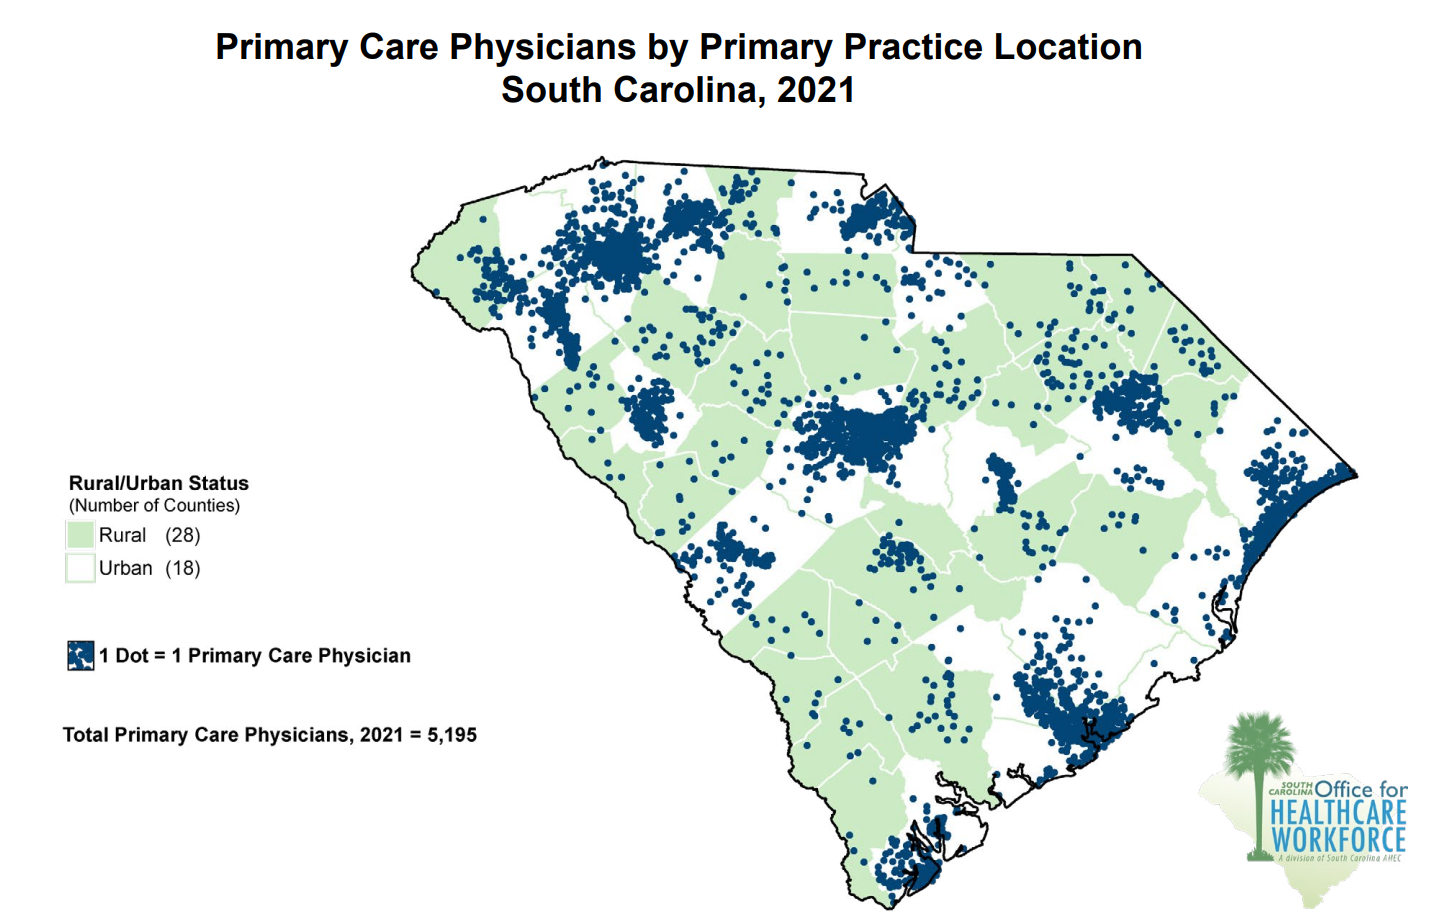 Primary Care Physicians by Primary Practice Location
South Carolina, 2021
Rural/Urban Status
(Number of Counties)
Rural (28)
Urban (18)
1 Dot = 1 Primary Care Physician
Total Primary Care Physicians, 2021 = 5,195
SOUTH CAROLINA Office for
HEALTHCARE
WORKFORCE
A division of South Carolina AHEC